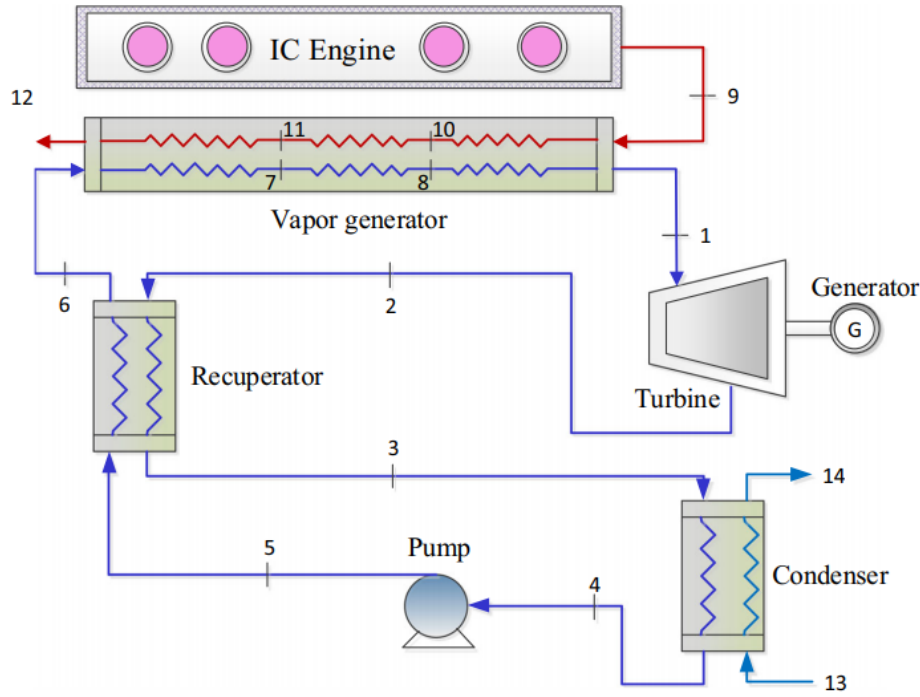 IC Engine
12
9
11
10
7
8
Vapor generator
1
6
2
Generator
G
Recuperator
Turbine
3
14
5
Pump
4
Condenser
13